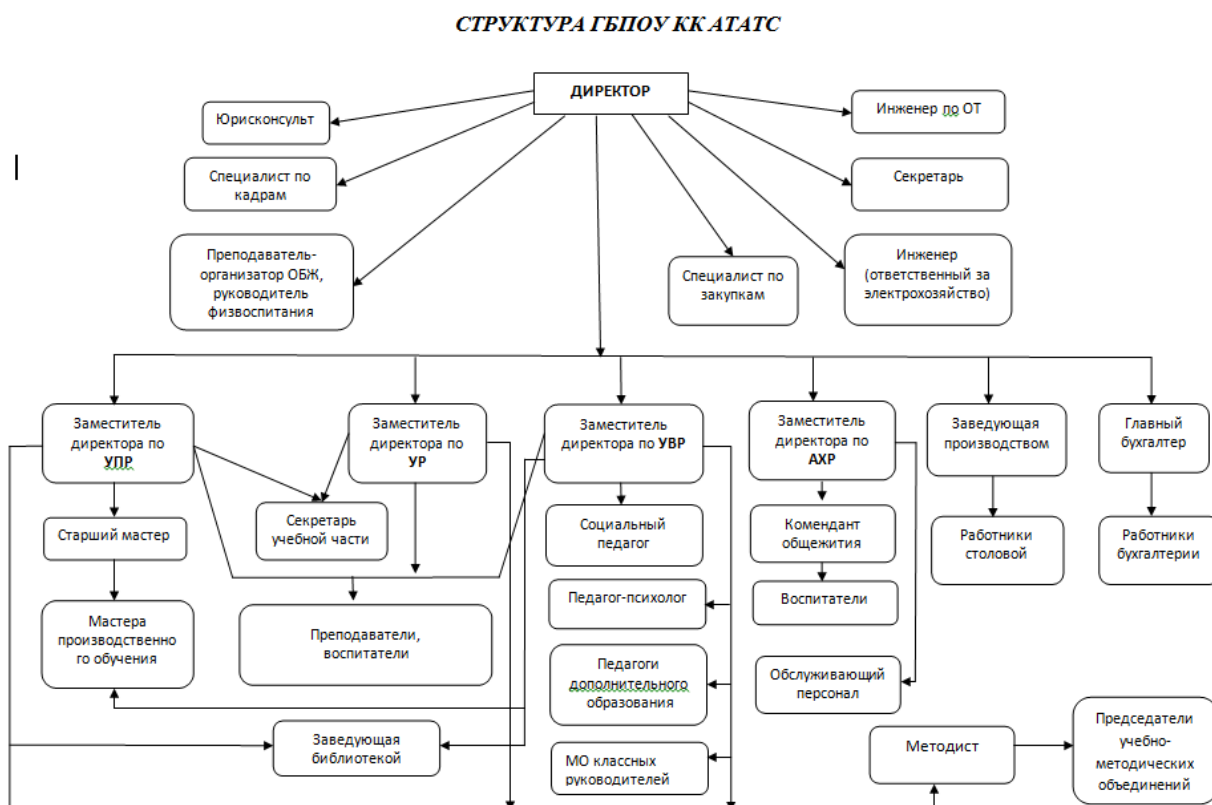 СТРУКТУРА ГБПОУ КК АТАТС
ДИРЕКТОР
Юрисконсульт
Инженер по ОТ
Специалист по
кадрам
Секретарь
Преподаватель-
организатор ОБЖ,
руководитель
физвоспитания
Специалист по
закупкам
Инженер
(ответственный за
электрохозяйство)
Заместитель
директора по
УПР
Заместитель
директора по
УР
Заместитель
директора по УВР
Заместитель
директора по
АХР
Заведующая
производством
Главный
бухгалтер
Старший мастер
Секретарь
учебной части
Социальный
педагог
Комендант
общежития
Работники
столовой
Работники
бухгалтерии
Мастера
производственно
го обучения
Преподаватели,
воспитатели
Педагог-психолог
Воспитатели
Педагоги
дополнительного
образования
Обслуживающий
персонал
Заведующая
библиотекой
МО классных
руководителей
Методист
Председатели
учебно-
методических
объединений